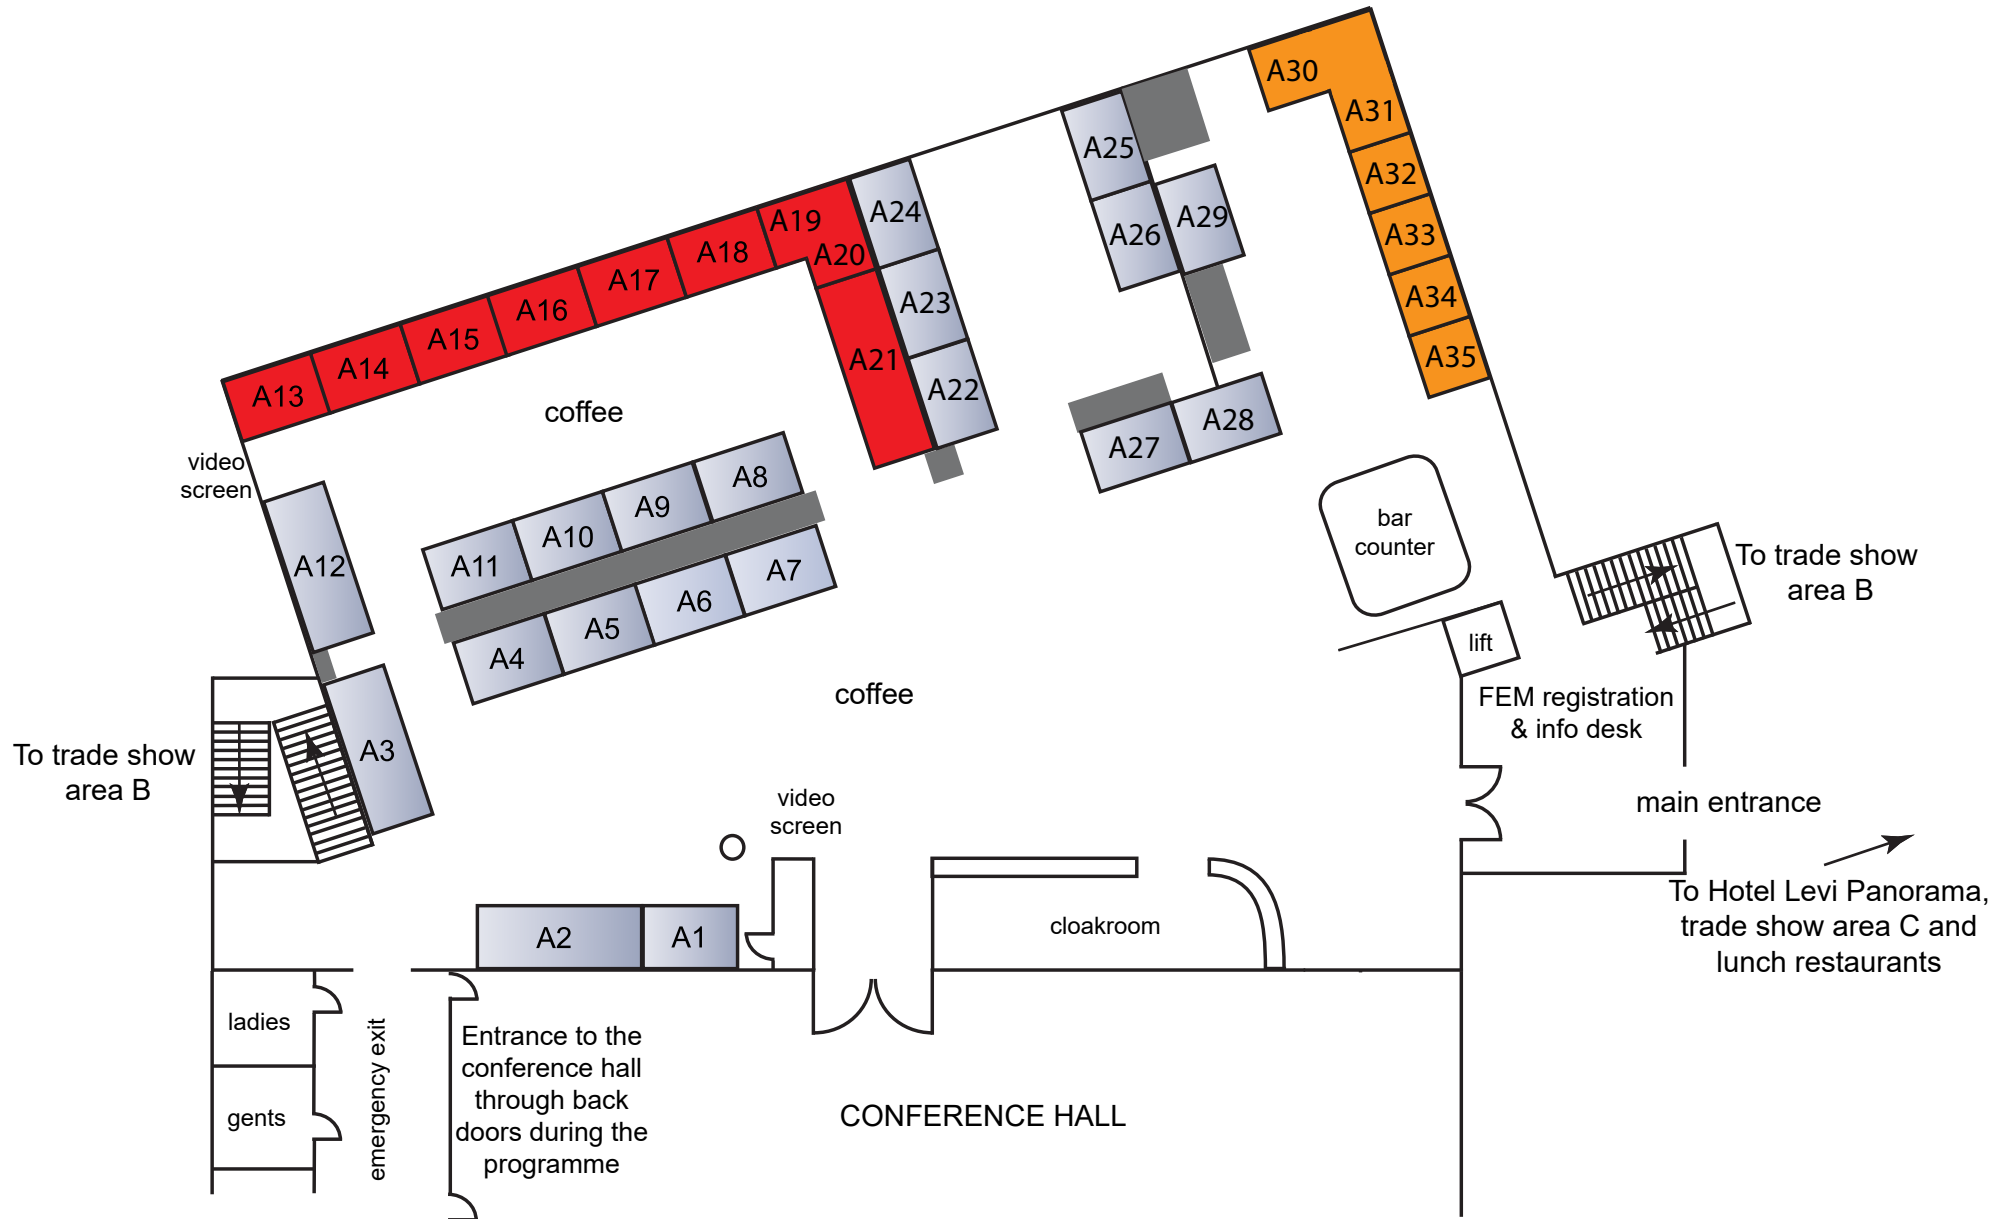 A30
A31
A32
A33
A34
A35
A25
A26
A29
A24
A23
A22
A19
A20
A21
A18
A17
A16
A15
A14
A13
coffee
A27
A28
video
screen
A8
A9
A10
A11
A12
A7
A6
A5
A4
A3
bar
counter
To trade show
area B
lift
FEM registration
& info desk
coffee
To trade show
area B
main entrance
video
screen
To Hotel Levi Panorama,
trade show area C and
lunch restaurants
A2
A1
cloakroom
ladies
gents
emergency exit
Entrance to the
conference hall
through back
doors during the
programme
CONFERENCE HALL